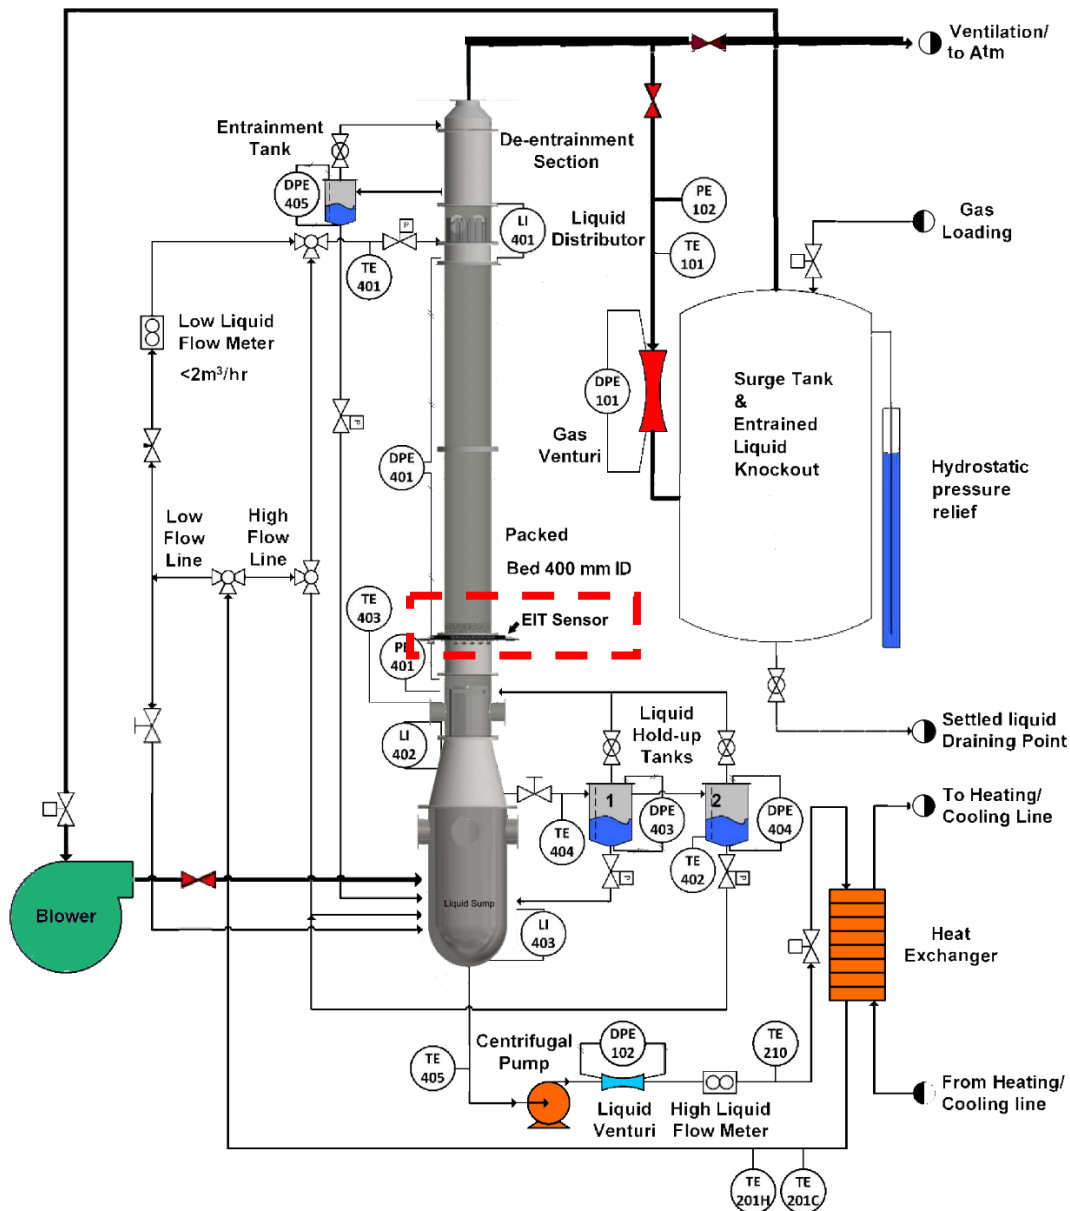 Ventilation/
to Atm
Entrainment
Tank
De-entrainment
Section
DPE
405
PE
102
LI
401
Liquid
Distributor
Gas
Loading
P
TE
401
TE
101
Low Liquid
Flow Meter
<2m³/hr
DPE
101
Surge Tank
&
Entrained
Liquid
Knockout
P
Gas
Venturi
DPE
401
Hydrostatic
pressure
relief
Low
Flow
Line
High
Flow
Line
Packed
Bed 400 mm ID
TE
403
EIT Sensor
PE
401
LI
402
Liquid
Hold-up
Tanks
Settled liquid
Draining Point
1
2
DPE
403
DPE
404
TE
404
TE
402
To Heating/
Cooling Line
P
P
Blower
Liquid Sump
LI
403
Heat
Exchanger
Centrifugal
Pump
DPE
102
TE
210
TE
405
From Heating/
Cooling line
Liquid
Venturi
High Liquid
Flow Meter
TE
201H
TE
201C